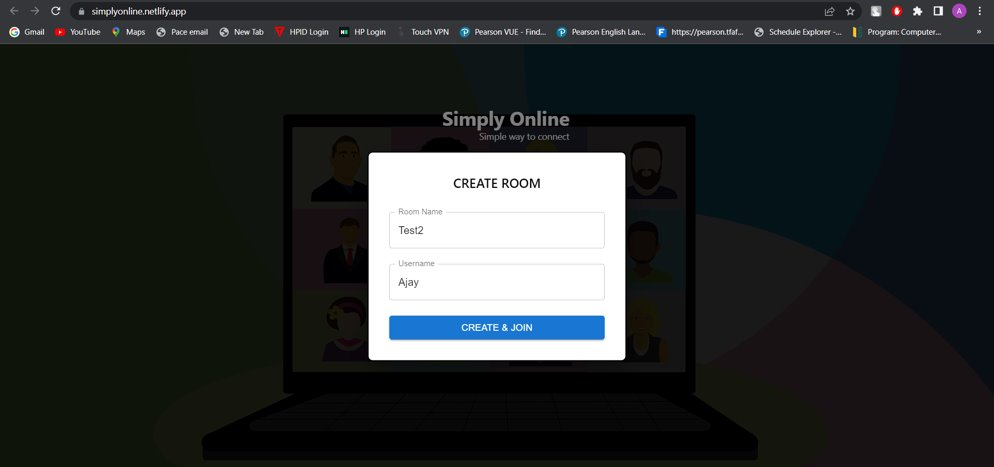 simplyonline.netlify.app
A
Gmail YouTube Maps Pace email New Tab HPID Login HP Login Touch VPN Pearson VUE - Find... Pearson English Lan... https://pearson.tfaf... Schedule Explorer -... Program: Computer... »
Simply Online
Simple way to connect
CREATE ROOM
Room Name
Test2
Username
Ajay
CREATE & JOIN